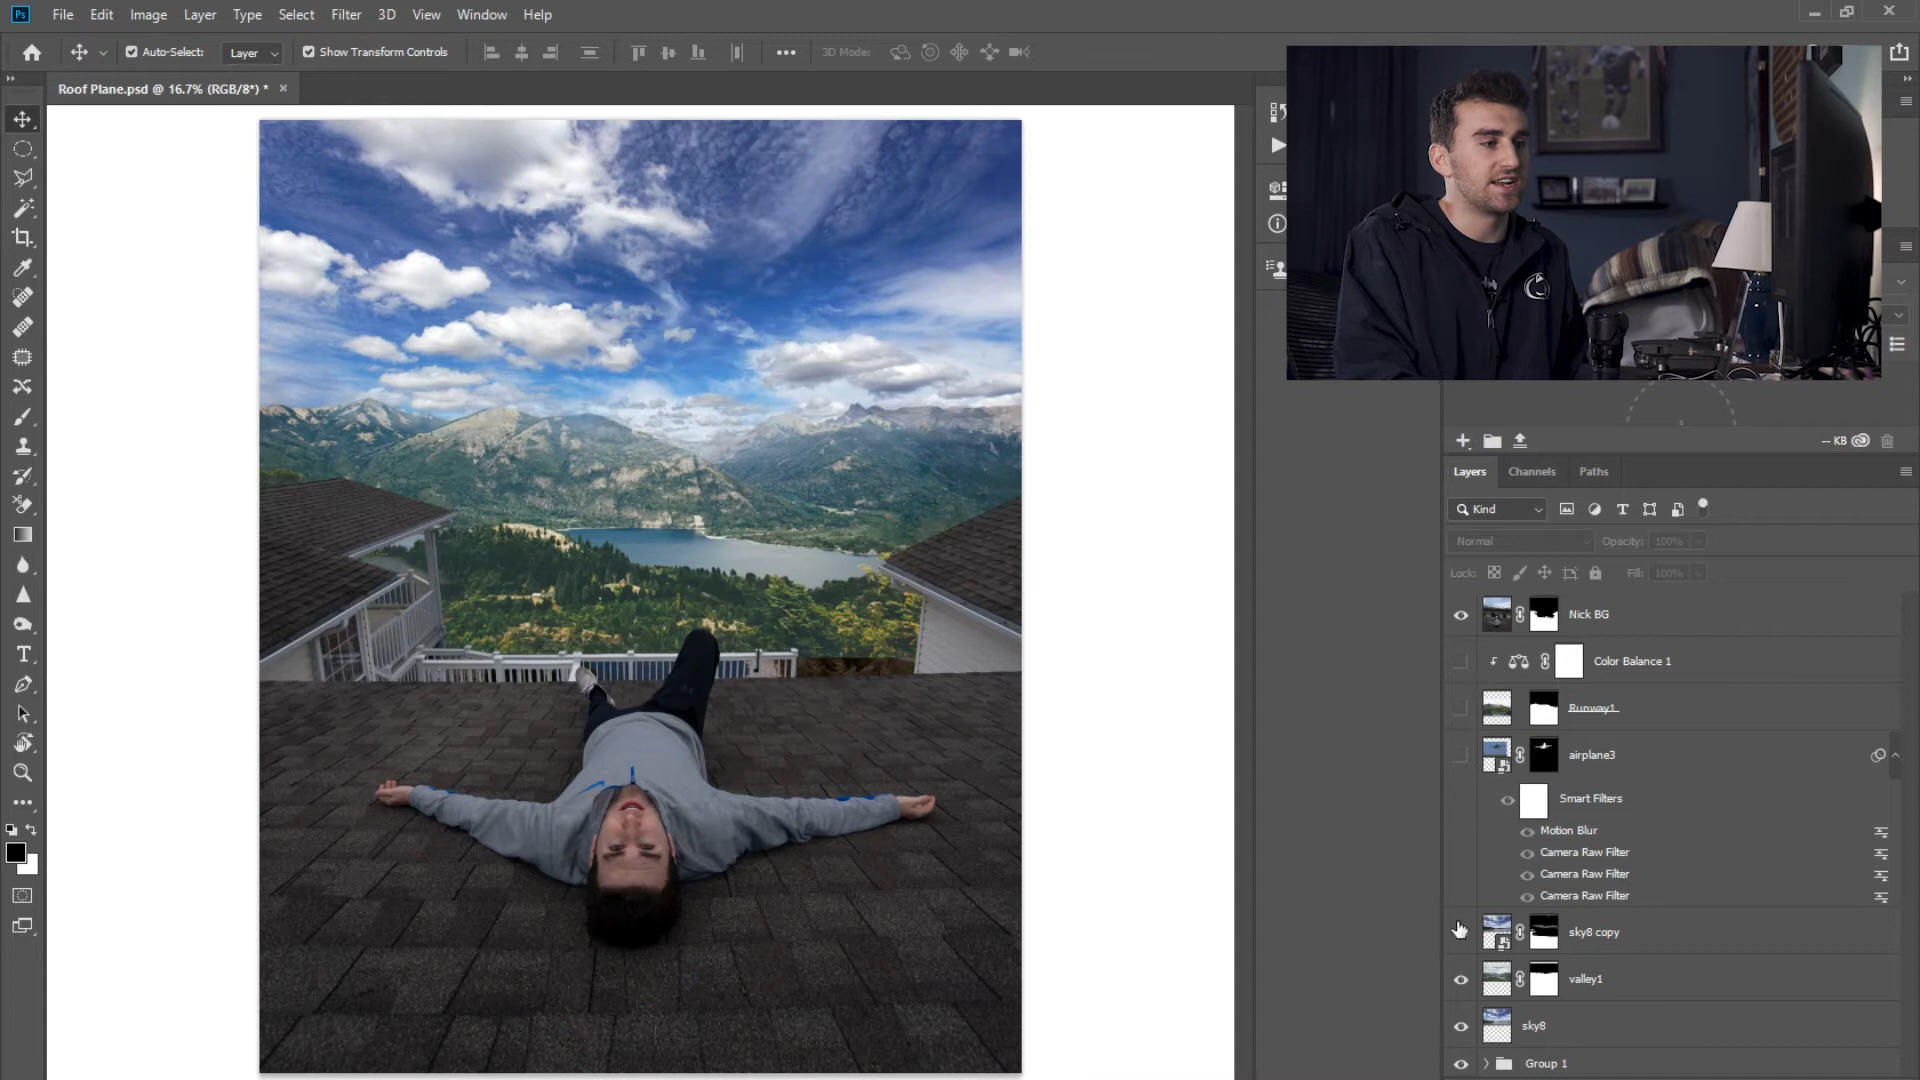 Ps File Edit Image Layer Type Select Filter 3D View Window Help
Auto-Select: Layer Show Transform Controls 3D Mode:
Roof Plane.psd @ 16.7% (RGB/8*) *
-- KB
Layers Channels Paths
Kind
Normal Opacity: 100%
Lock: Fill: 100%
Nick BG
Color Balance 1
Runway1
airplane3
Smart Filters
Motion Blur
Camera Raw Filter
Camera Raw Filter
Camera Raw Filter
sky8 copy
valley1
sky8
Group 1